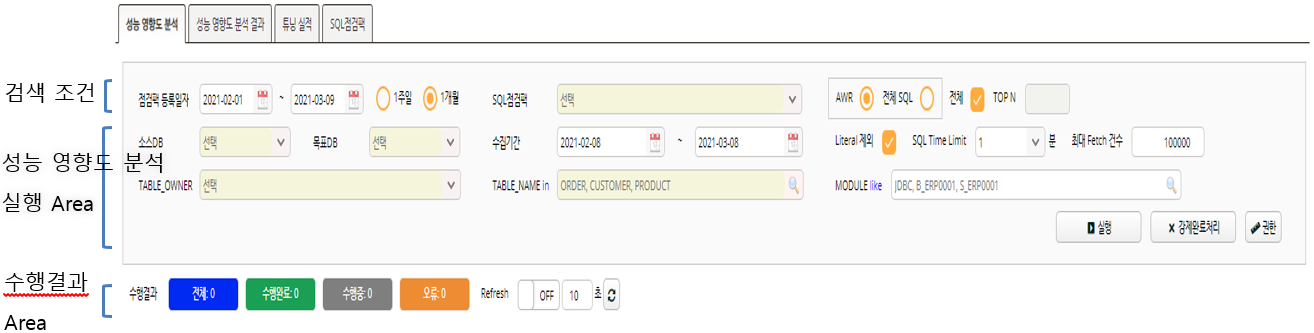 성능 영향도 분석 성능 영향도 분석 결과 튜닝 실적 SQL점검팩
검색 조건
점검팩 등록일자 2021-02-01 ~ 2021-03-09 1주일 1개월 SQL점검팩 선택 AWR 전체 SQL 전체 TOP N
소스DB 선택 목표DB 선택 수집기간 2021-02-08 ~ 2021-03-08 Literal 제외 SQL Time Limit 1 분 최대 Fetch 건수 100000
성능 영향도 분석
실행 Area
TABLE_OWNER 선택 TABLE_NAME in ORDER, CUSTOMER, PRODUCT MODULE like JDBC, B_ERP0001, S_ERP0001
실행 강제완료처리 권한
수행결과
Area
수행결과 전체: 0 수행완료: 0 수행중: 0 오류: 0 Refresh OFF 10 초